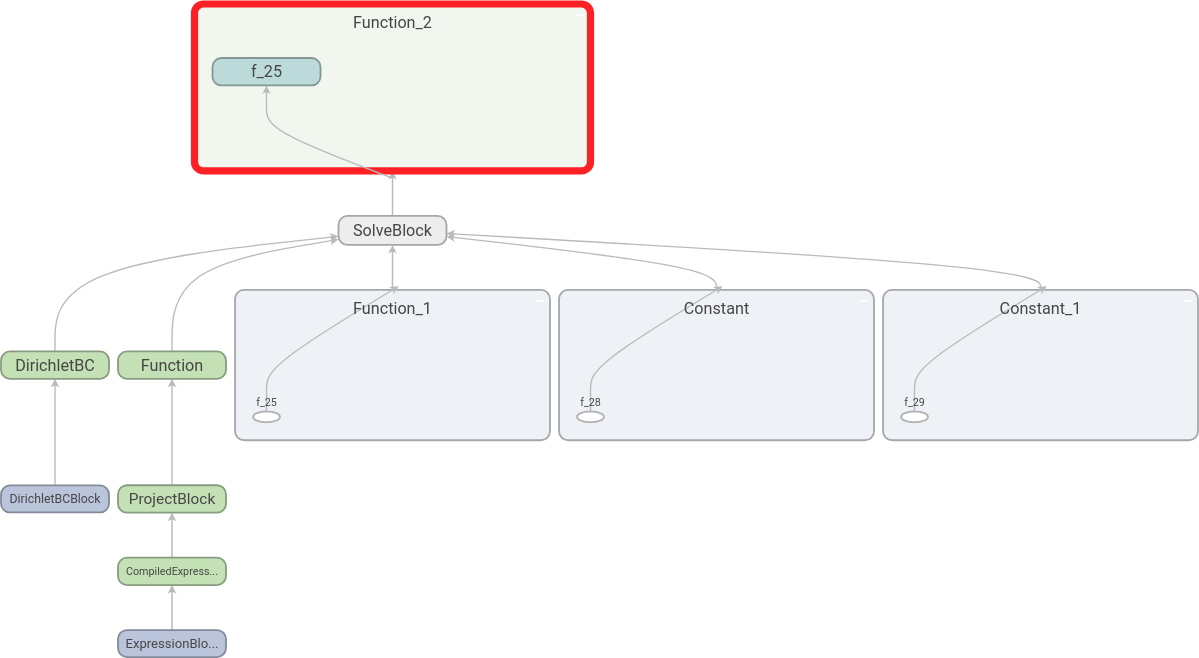 Function_2
f_25
SolveBlock
Function_1
Constant
Constant_1
DirichletBC
Function
f_25
f_28
f_29
DirichletBCBlock
ProjectBlock
CompiledExpress...
ExpressionBlo...